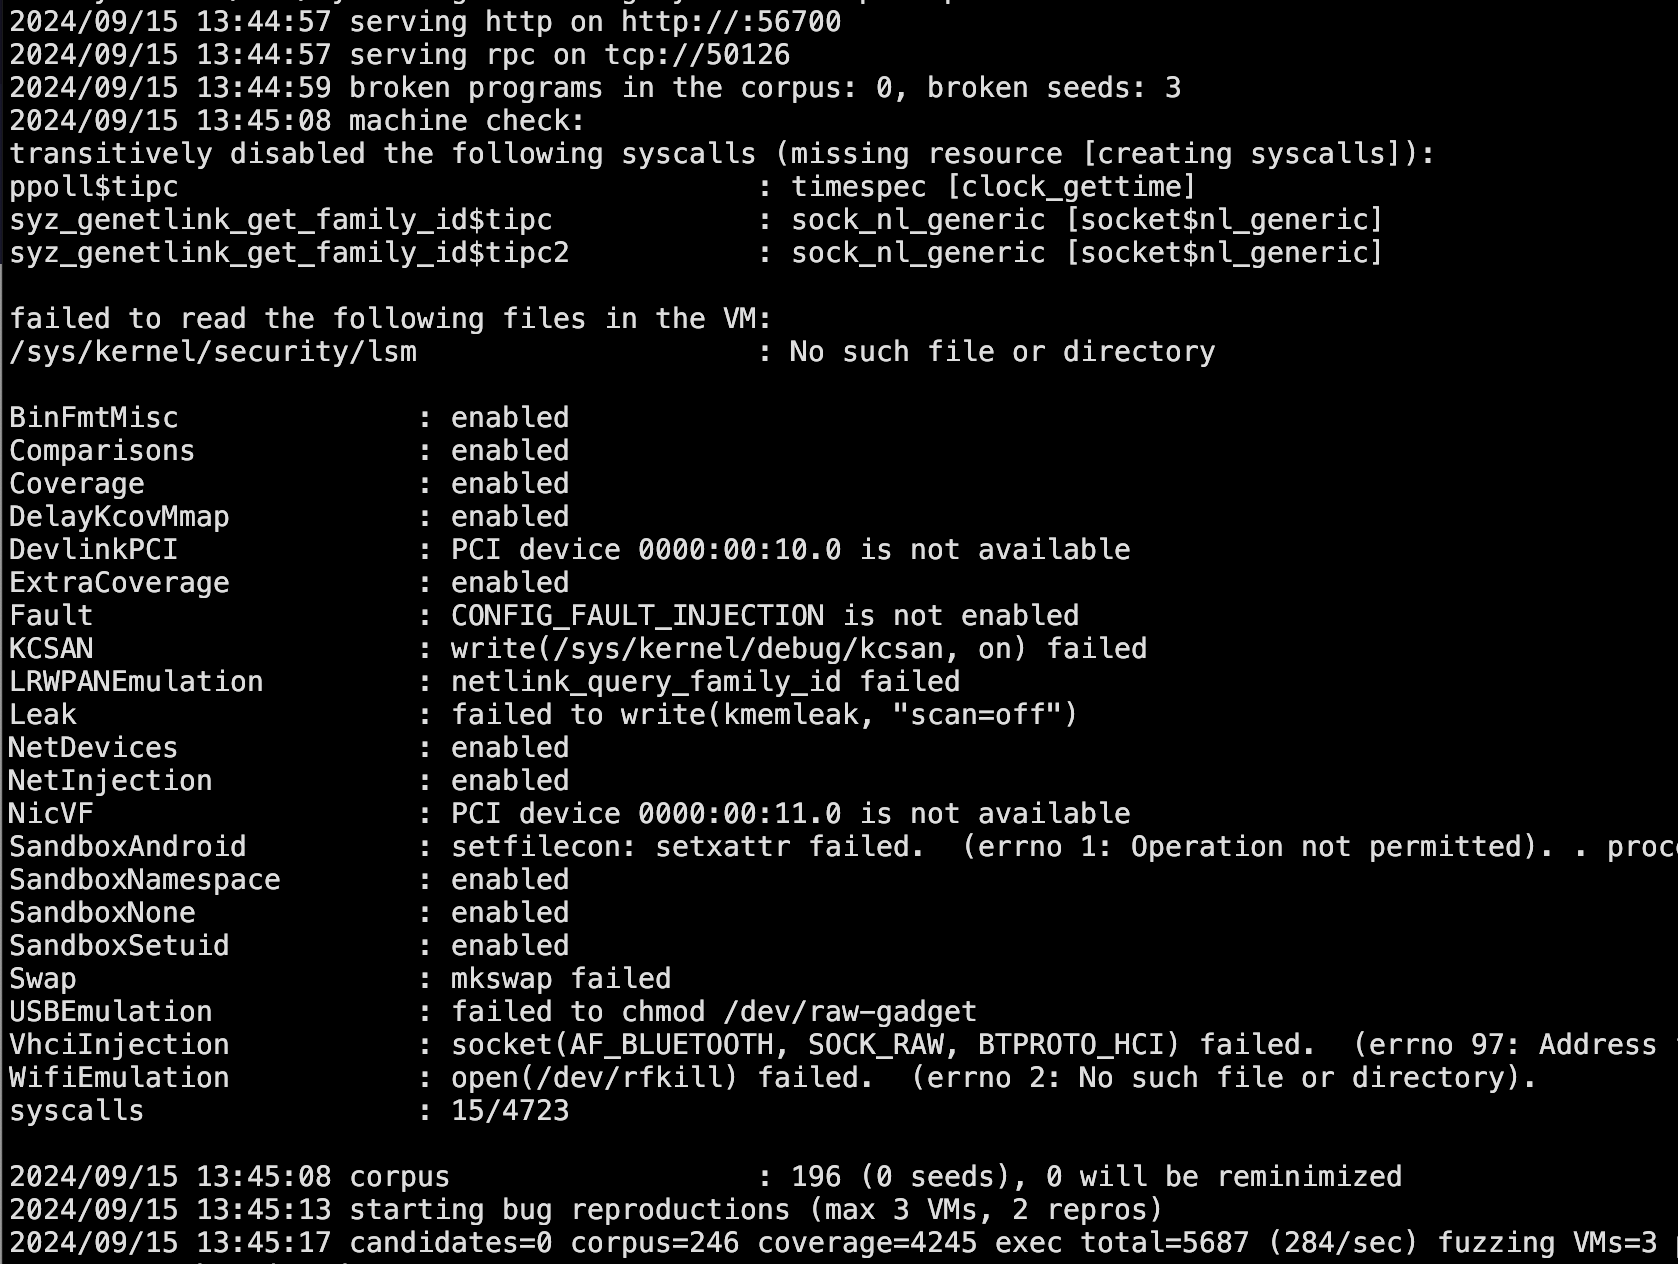 2024/09/15 13:44:57 serving http on http://:56700
2024/09/15 13:44:57 serving rpc on tcp://50126
2024/09/15 13:44:59 broken programs in the corpus: 0, broken seeds: 3
2024/09/15 13:45:08 machine check:
transitively disabled the following syscalls (missing resource [creating syscalls]):
ppoll$tipc : timespec [clock_gettime]
syz_genetlink_get_family_id$tipc : sock_nl_generic [socket$nl_generic]
syz_genetlink_get_family_id$tipc2 : sock_nl_generic [socket$nl_generic]
failed to read the following files in the VM:
/sys/kernel/security/lsm : No such file or directory
BinFmtMisc : enabled
Comparisons : enabled
Coverage : enabled
DelayKcovMmap : enabled
DevlinkPCI : PCI device 0000:00:10.0 is not available
ExtraCoverage : enabled
Fault : CONFIG_FAULT_INJECTION is not enabled
KCSAN : write(/sys/kernel/debug/kcsan, on) failed
LRWPANEmulation : netlink_query_family_id failed
Leak : failed to write(kmemleak, "scan=off")
NetDevices : enabled
NetInjection : enabled
NicVF : PCI device 0000:00:11.0 is not available
SandboxAndroid : setfilecon: setxattr failed.  (errno 1: Operation not permitted). . proc
SandboxNamespace : enabled
SandboxNone : enabled
SandboxSetuid : enabled
Swap : mkswap failed
USBEmulation : failed to chmod /dev/raw-gadget
VhciInjection : socket(AF_BLUETOOTH, SOCK_RAW, BTPROTO_HCI) failed.  (errno 97: Address
WifiEmulation : open(/dev/rfkill) failed.  (errno 2: No such file or directory).
syscalls : 15/4723
2024/09/15 13:45:08 corpus : 196 (0 seeds), 0 will be reminimized
2024/09/15 13:45:13 starting bug reproductions (max 3 VMs, 2 repros)
2024/09/15 13:45:17 candidates=0 corpus=246 coverage=4245 exec total=5687 (284/sec) fuzzing VMs=3